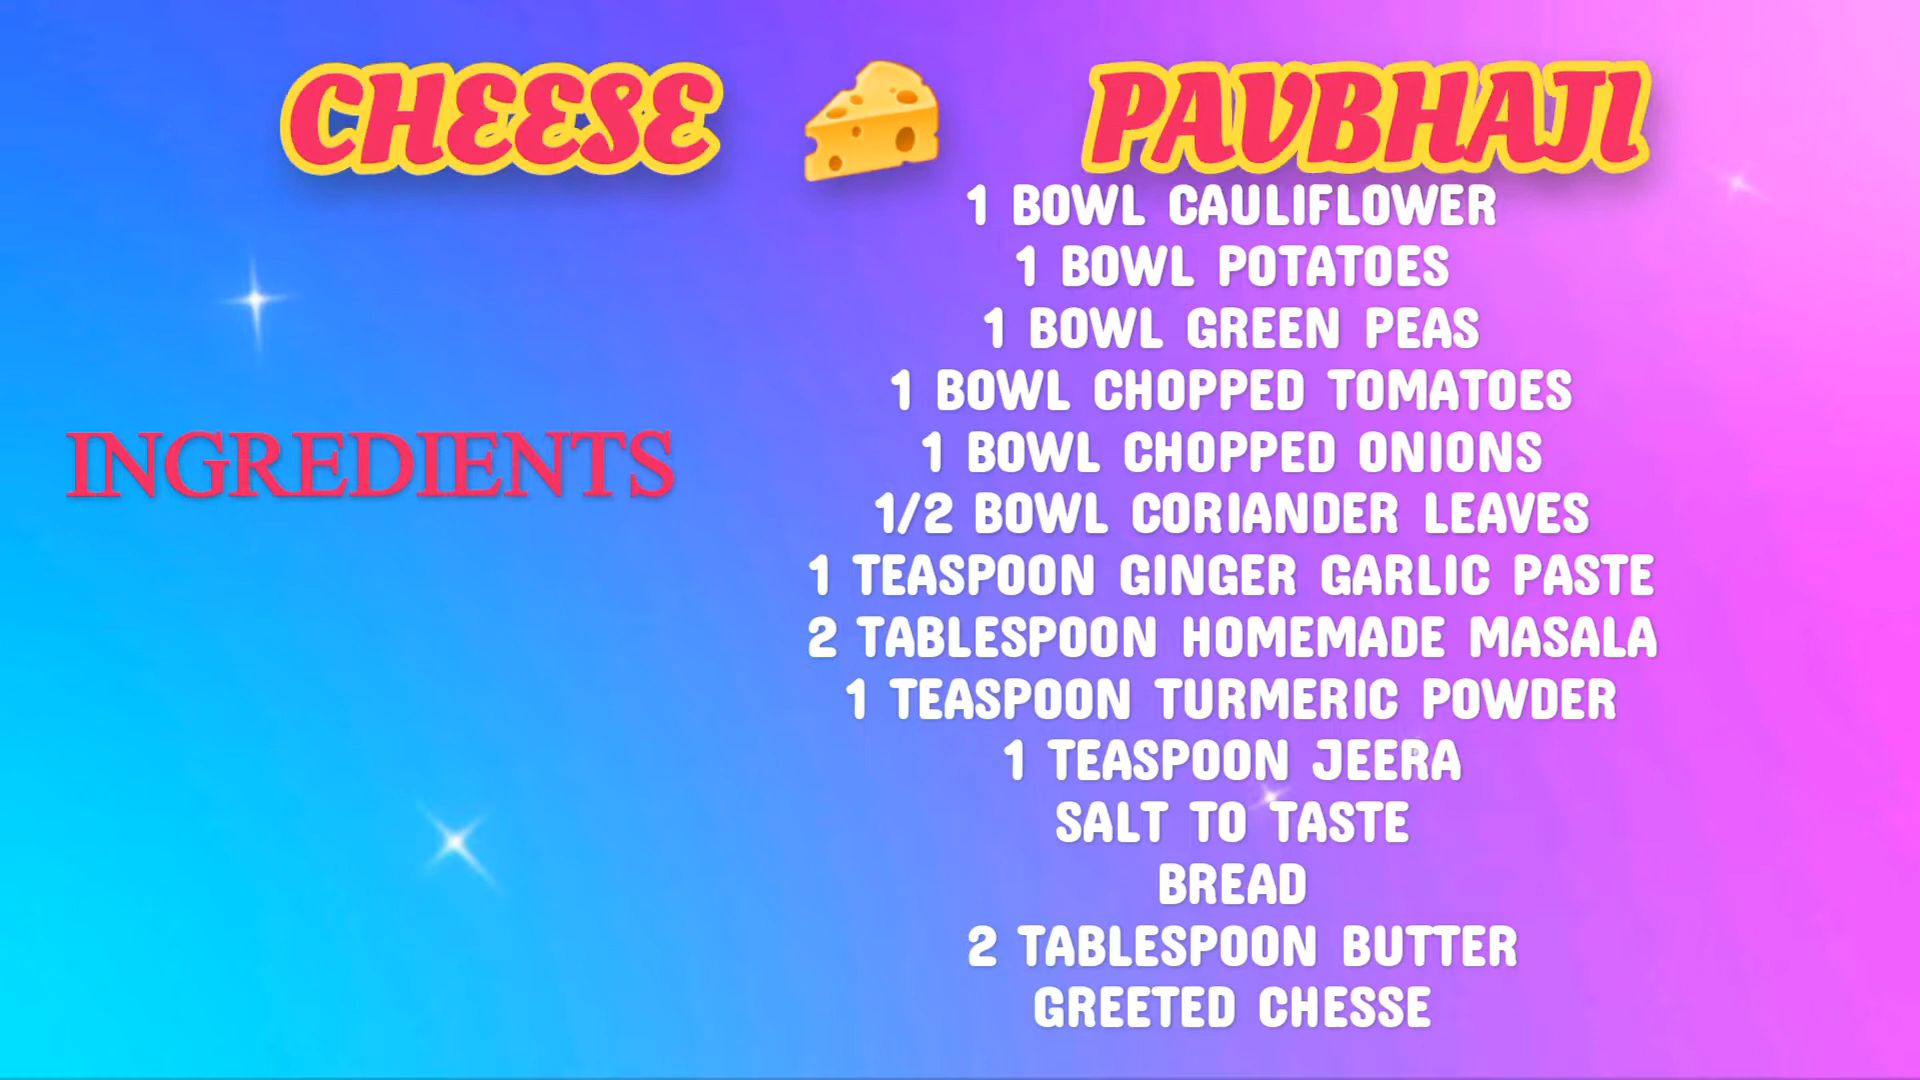 CHEESE PAVBHAJI
1 BOWL CAULIFLOWER
1 BOWL POTATOES
1 BOWL GREEN PEAS
1 BOWL CHOPPED TOMATOES
INGREDIENTS
1 BOWL CHOPPED ONIONS
1/2 BOWL CORIANDER LEAVES
1 TEASPOON GINGER GARLIC PASTE
2 TABLESPOON HOMEMADE MASALA
1 TEASPOON TURMERIC POWDER
1 TEASPOON JEERA
SALT TO TASTE
BREAD
2 TABLESPOON BUTTER
GREETED CHESSE